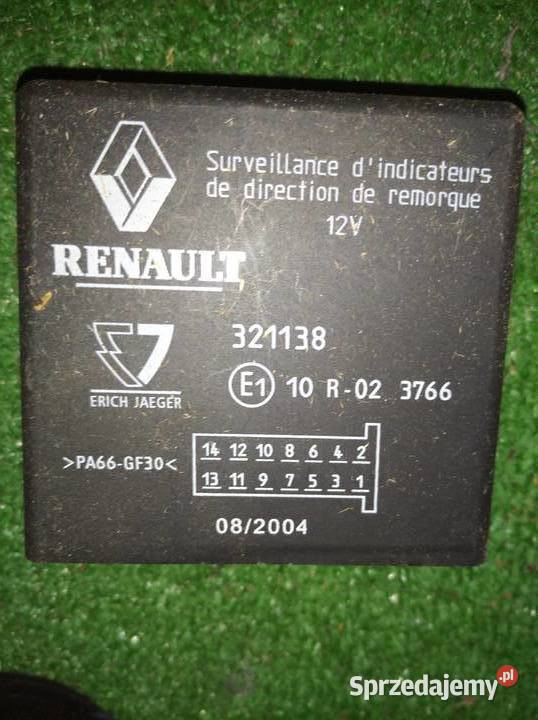 Surveillance d'indicateurs
de direction de remorque
12V
RENAULT
321138
ERICH JAEGER
E1 10 R-02 3766
>PA66-GF30<
14 12 10 8 6 4 2
13 11 9 7 5 3 1
08/2004
Sprzedajemy.pl